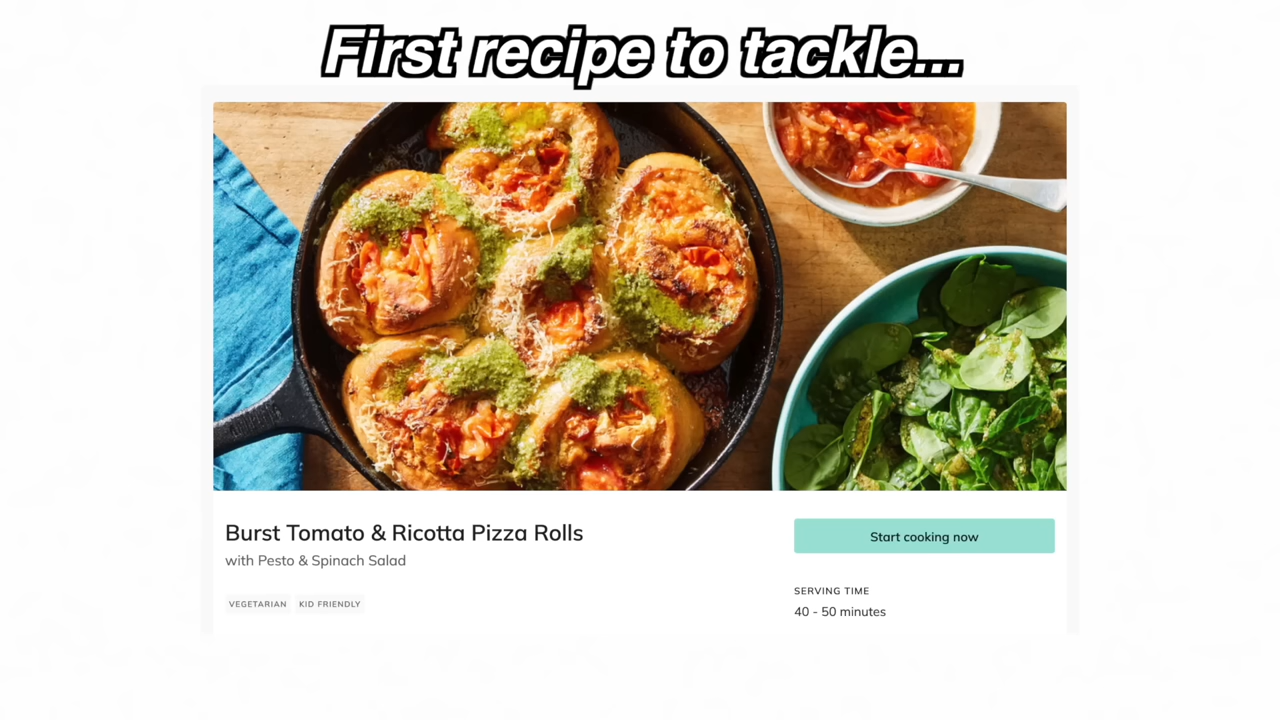 First recipe to tackle...
Burst Tomato & Ricotta Pizza Rolls
with Pesto & Spinach Salad
VEGETARIAN KID FRIENDLY
Start cooking now
SERVING TIME
40 - 50 minutes